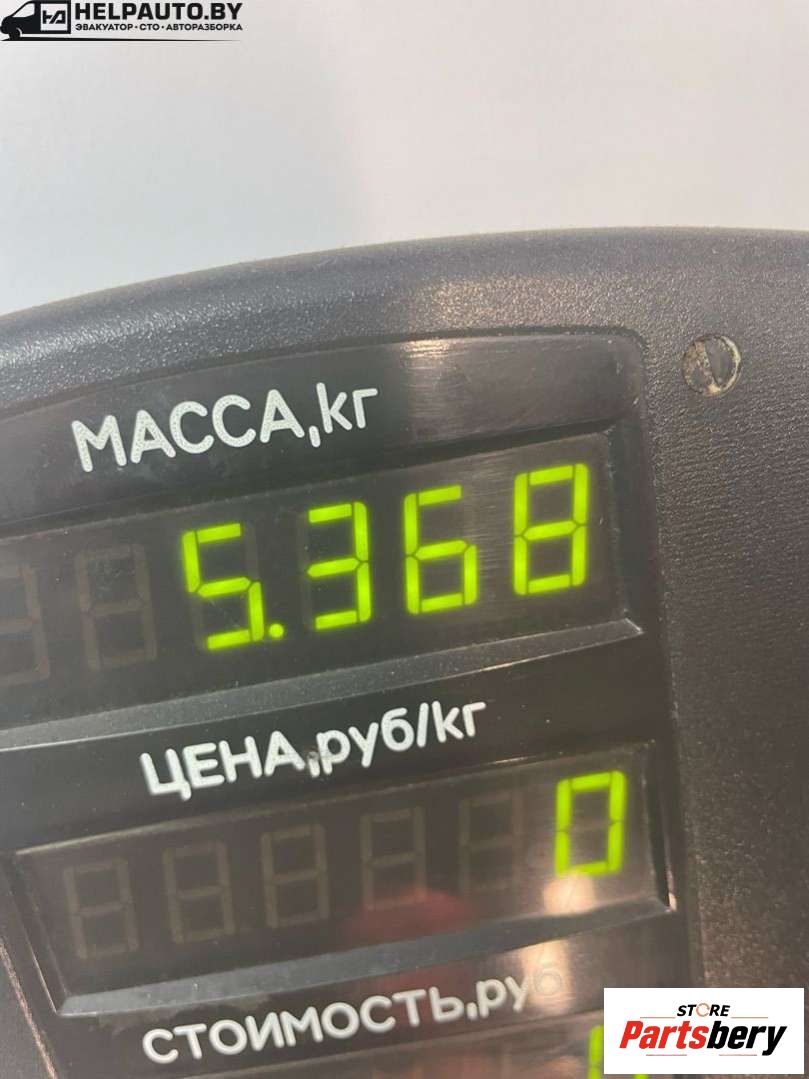 HELPAUTO.BY
ЭВАКУАТОР • СТО • АВТОРАЗБОРКА
МАССА,кг
5.368
ЦЕНА,руб/кг
0
СТОИМОСТЬ,руб
STORE
Partsbery